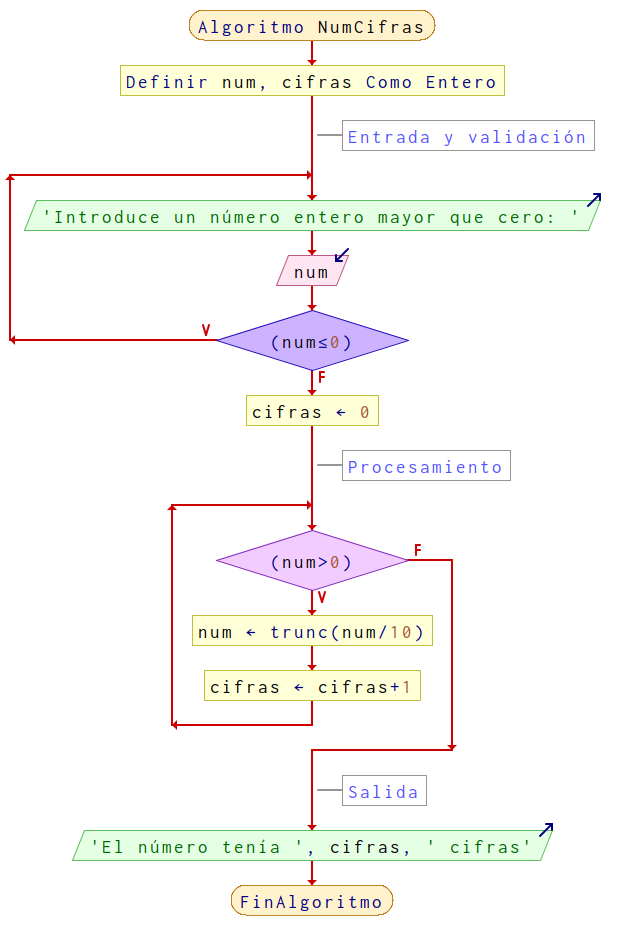 Algoritmo NumCifras
Definir num, cifras Como Entero
Entrada y validación
'Introduce un número entero mayor que cero: '
num
V
(num≤0)
F
cifras ← 0
Procesamiento
F
(num>0)
V
num ← trunc(num/10)
cifras ← cifras+1
Salida
'El número tenía ', cifras, ' cifras'
FinAlgoritmo